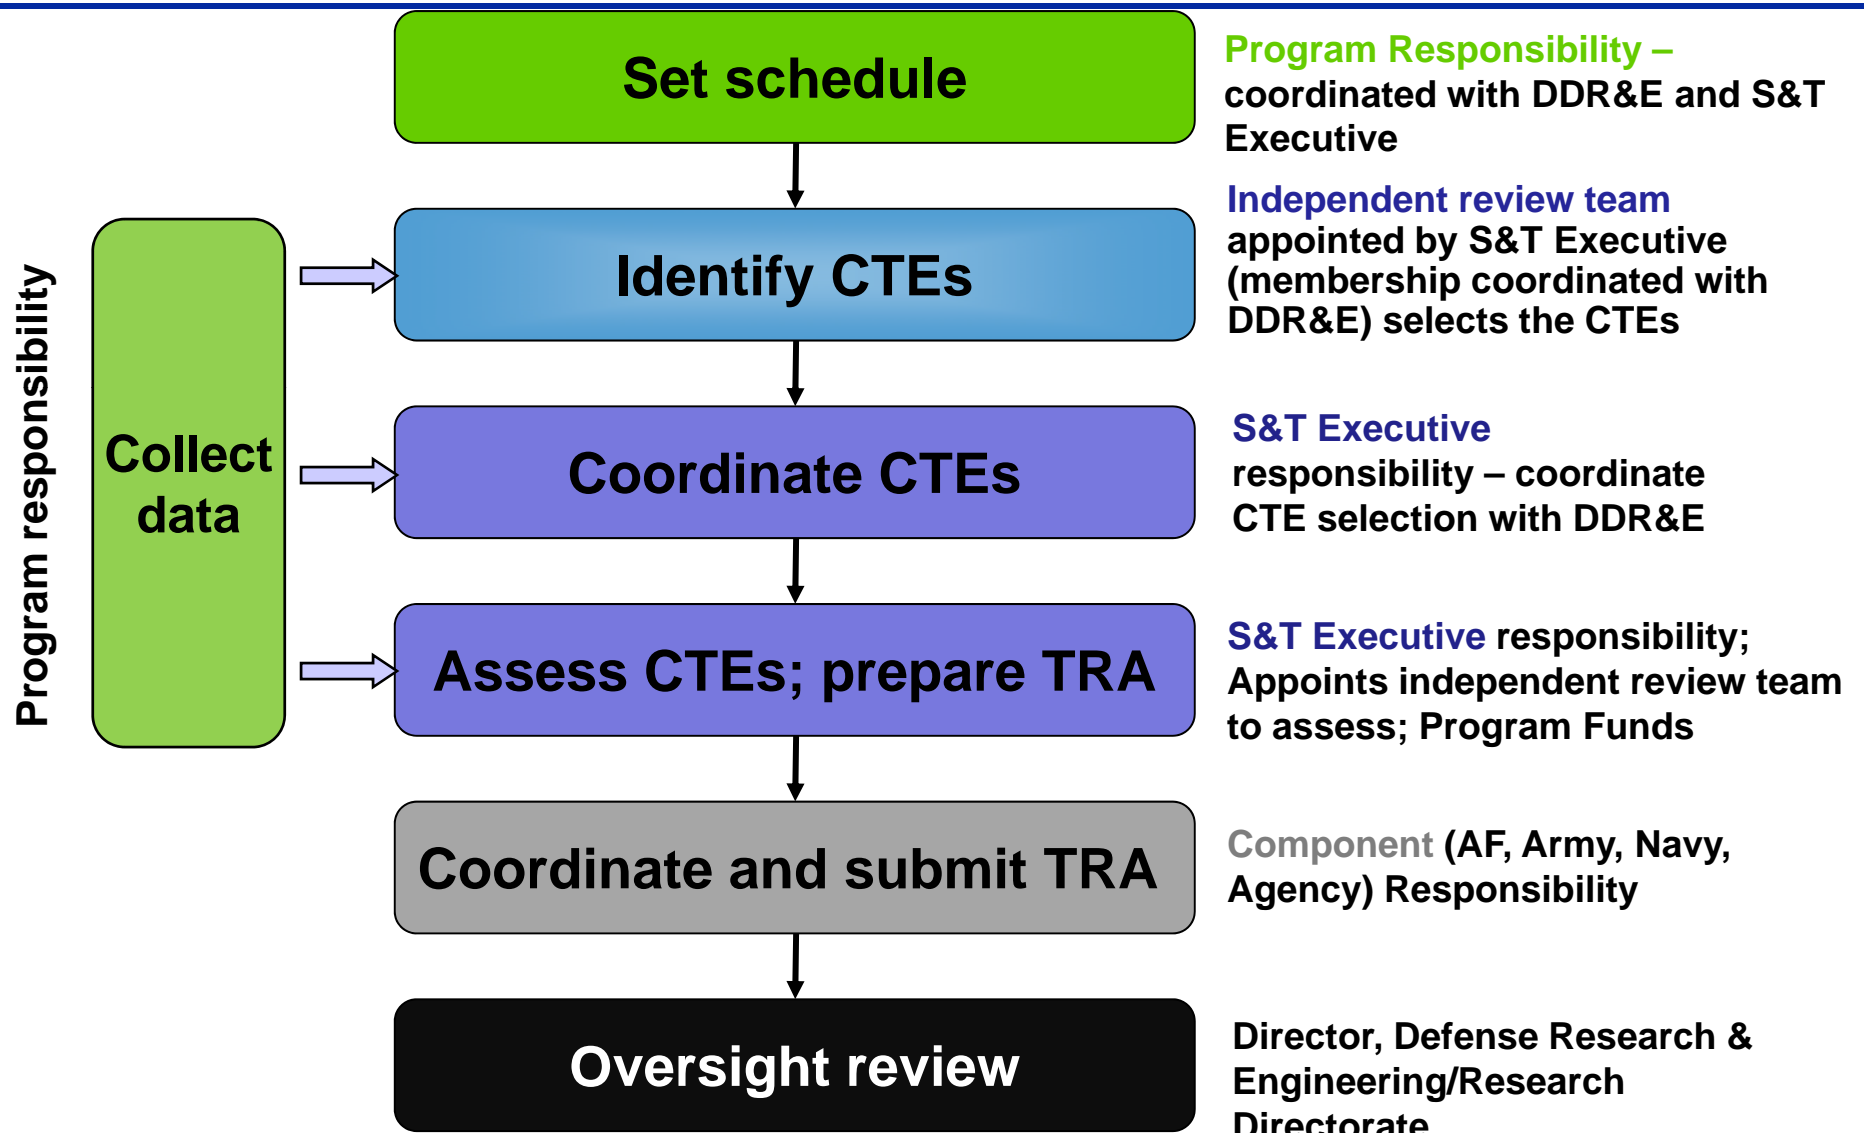 Set schedule
Program Responsibility –
coordinated with DDR&E and S&T
Executive
Program responsibility
Collect
data
Identify CTEs
Independent review team
appointed by S&T Executive
(membership coordinated with
DDR&E) selects the CTEs
Coordinate CTEs
S&T Executive
responsibility – coordinate
CTE selection with DDR&E
Assess CTEs; prepare TRA
S&T Executive responsibility;
Appoints independent review team
to assess; Program Funds
Coordinate and submit TRA
Component (AF, Army, Navy,
Agency) Responsibility
Oversight review
Director, Defense Research &
Engineering/Research
Directorate